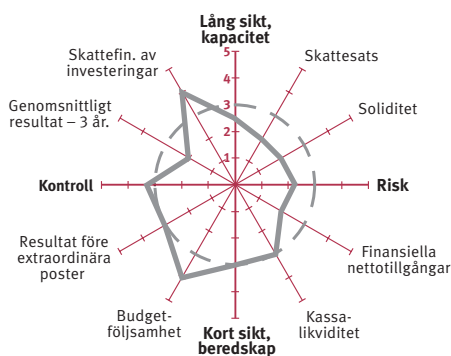 Lång sikt,
kapacitet
Skattefin. av
investeringar
Skattesats
Genomsnittligt
resultat – 3 år.
Soliditet
5
4
3
2
1
Kontroll
Risk
Resultat före
extraordinära
poster
Finansiella
nettotillgångar
Budget-
följsamhet
Kassa-
likviditet
Kort sikt,
beredskap